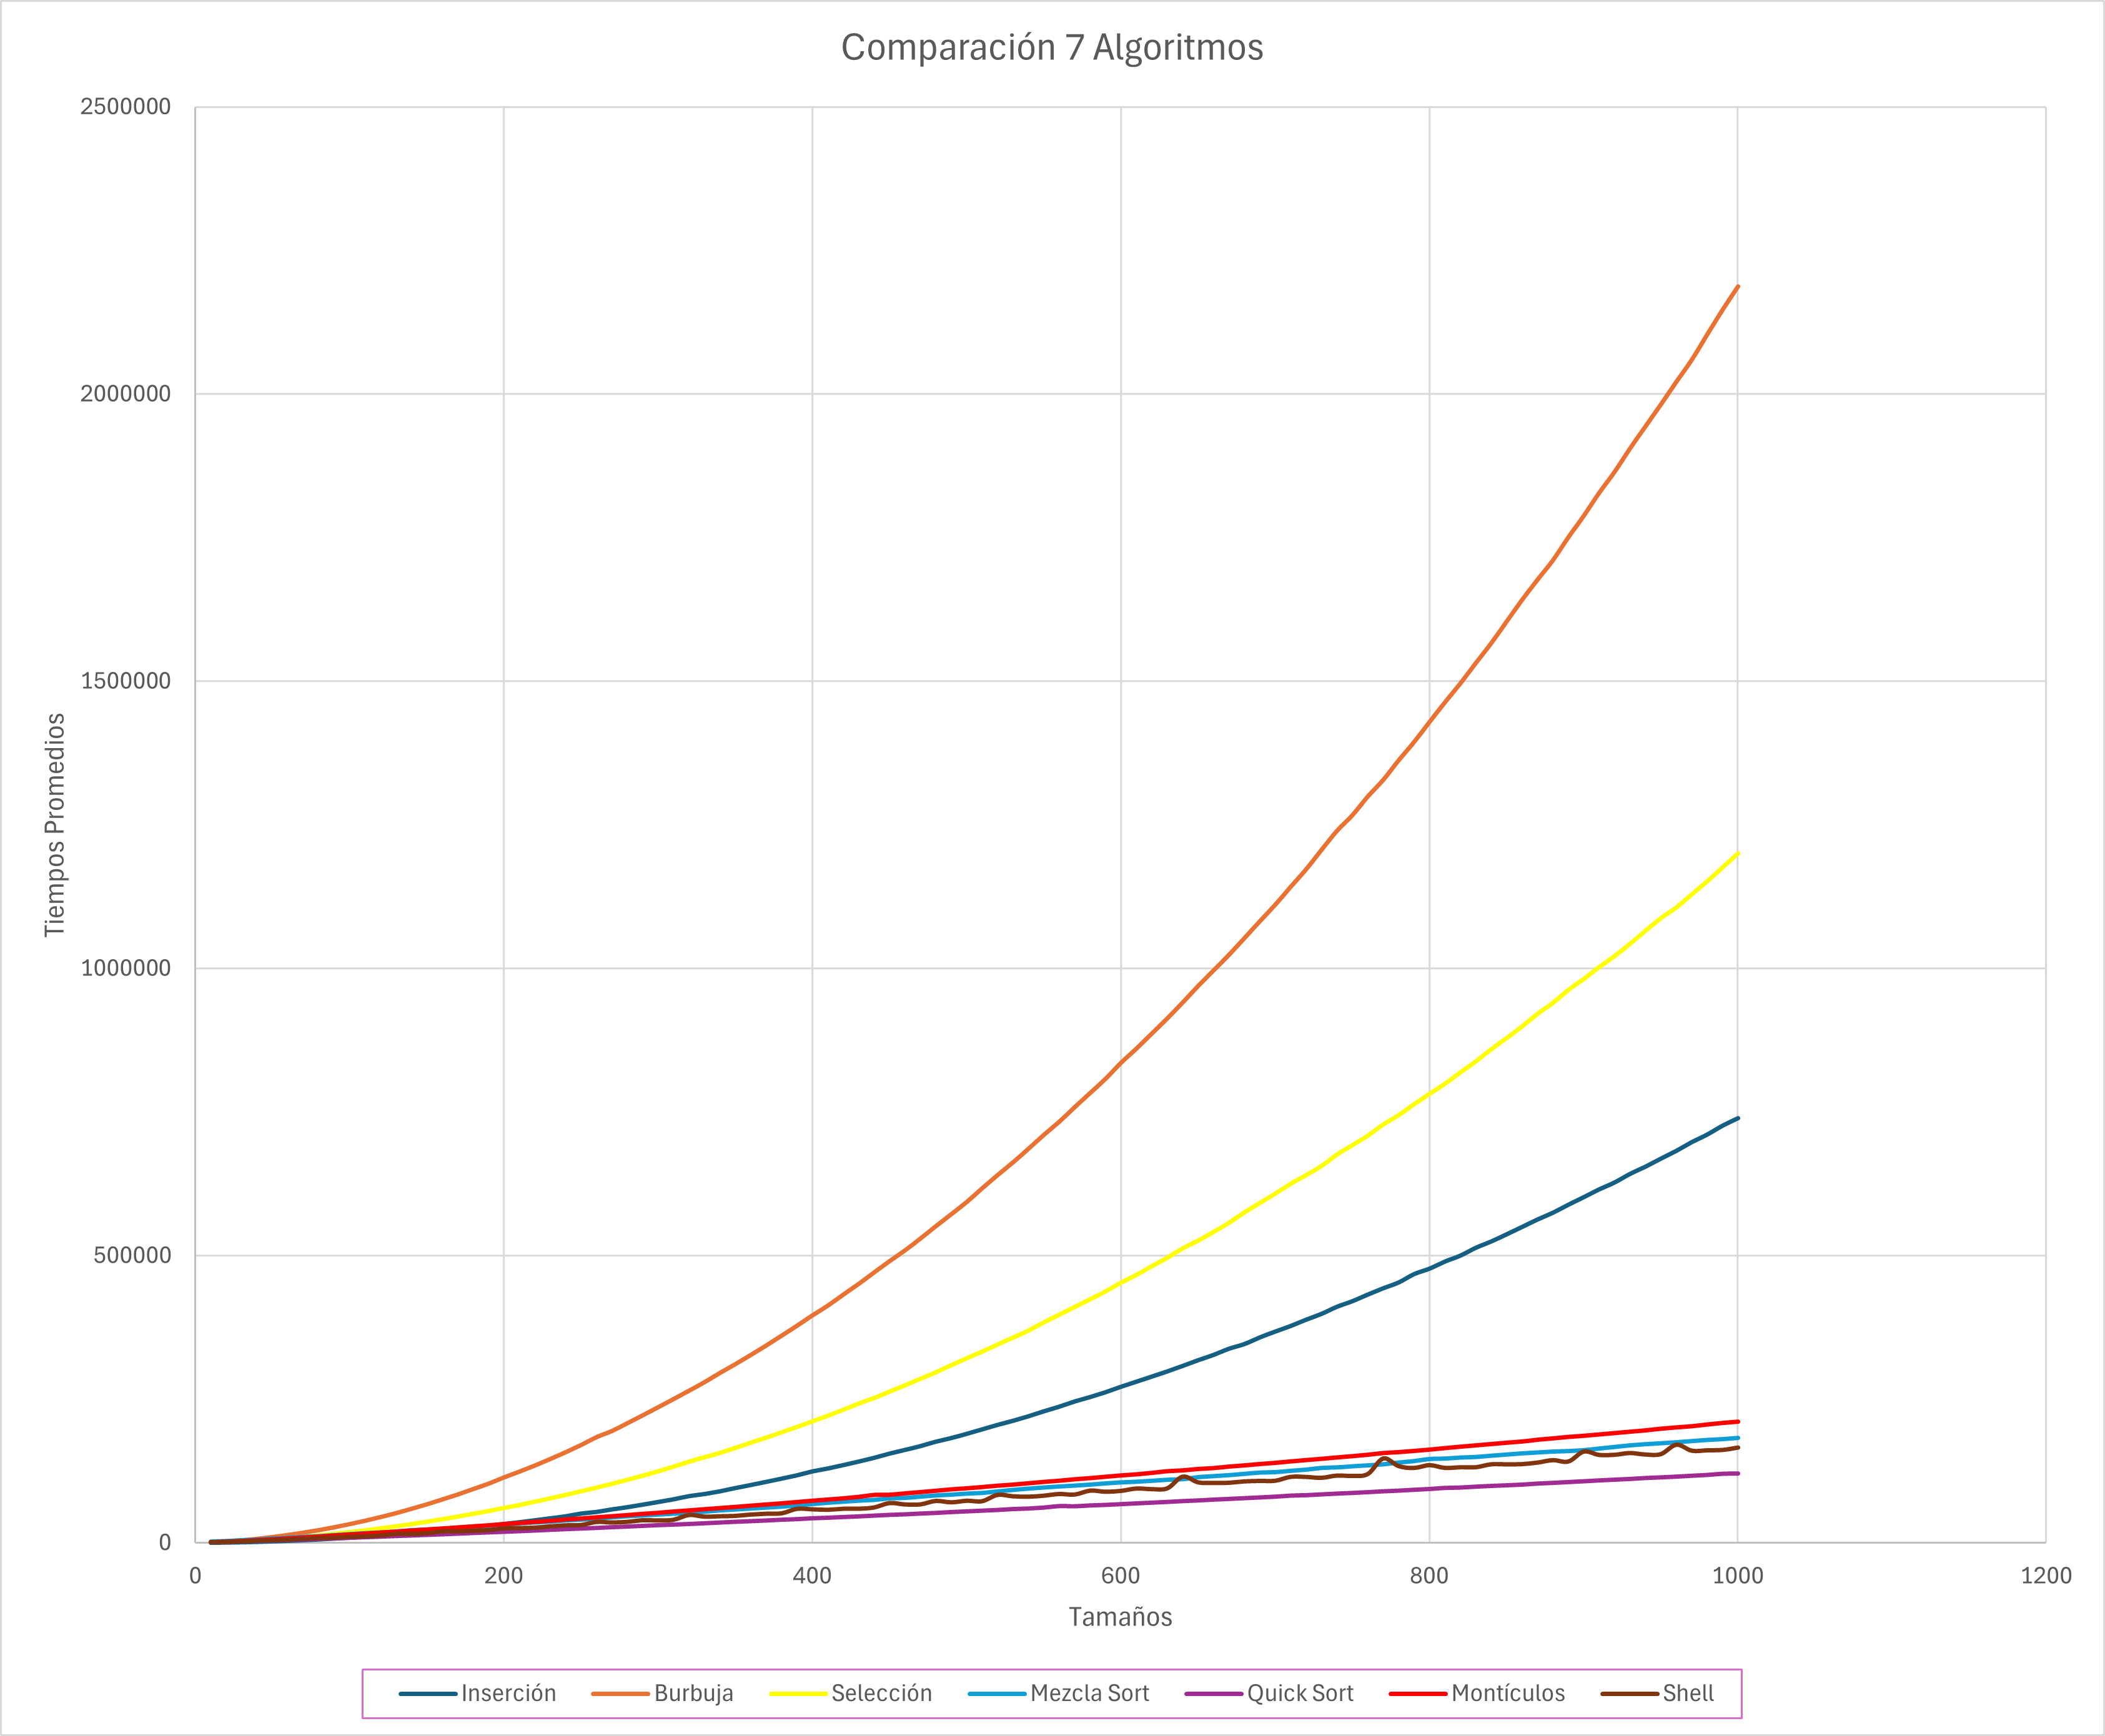 Comparación 7 Algoritmos
2500000
2000000
1500000
1000000
500000
0
Tiempos Promedios
0 200 400 600 800 1000 1200
Tamaños
Inserción Burbuja Selección Mezcla Sort Quick Sort Montículos Shell